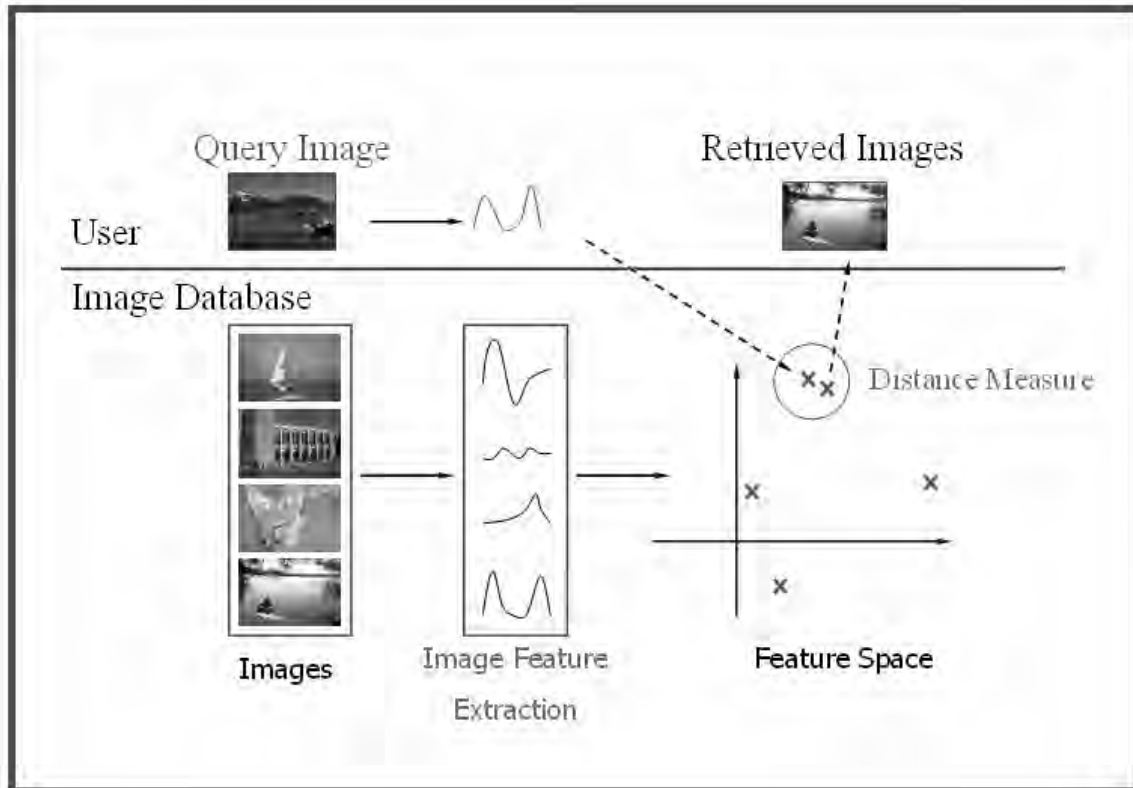 Query Image
Retrieved Images
User
Image Database
Distance Measure
Images
Image Feature
Extraction
Feature Space